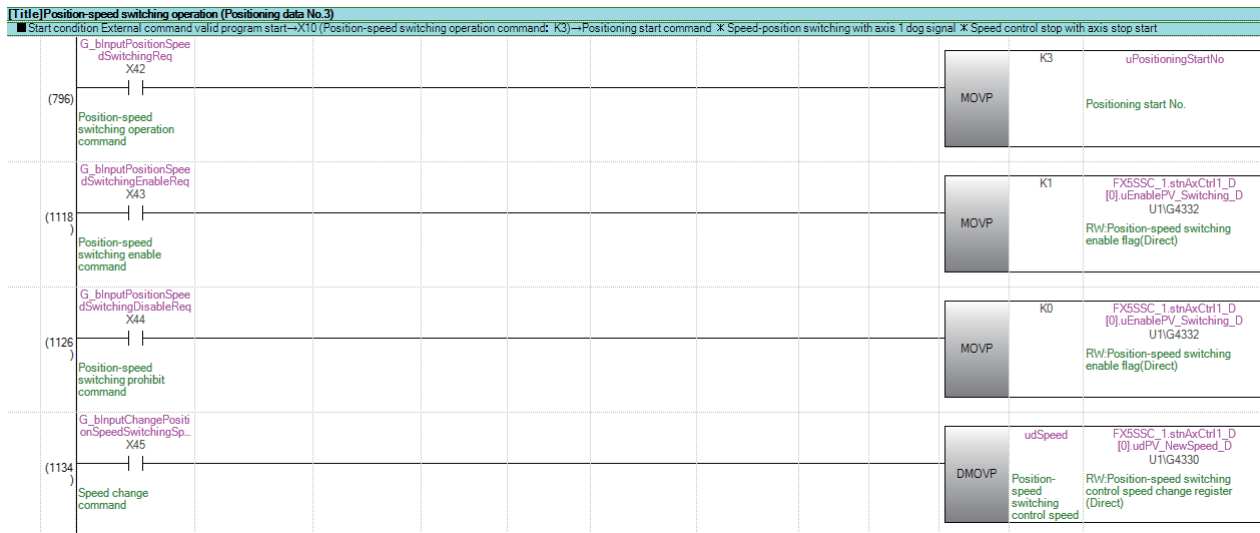 [Title]Position-speed switching operation (Positioning data No.3)
■Start condition External command valid program start→X10 (Position-speed switching operation command: K3)→Positioning start command ＊Speed-position switching with axis 1 dog signal ＊Speed control stop with axis stop start
G_bInputPositionSpee
dSwitchingReq
X42
(796)
Position-speed
switching operation
command
MOVP
K3
uPositioningStartNo
Positioning start No.
G_bInputPositionSpee
dSwitchingEnableReq
X43
(1118
)
Position-speed
switching enable
command
MOVP
K1
FX5SSC_1.stnAxCtrl1_D
[0].uEnablePV_Switching_D
U1\G4332
RW:Position-speed switching
enable flag(Direct)
G_bInputPositionSpee
dSwitchingDisableReq
X44
(1126
)
Position-speed
switching prohibit
command
MOVP
K0
FX5SSC_1.stnAxCtrl1_D
[0].uEnablePV_Switching_D
U1\G4332
RW:Position-speed switching
enable flag(Direct)
G_bInputChangePositi
onSpeedSwitchingSp...
X45
(1134
)
Speed change
command
DMOVP
udSpeed
Position-
speed
switching
control speed
FX5SSC_1.stnAxCtrl1_D
[0].udPV_NewSpeed_D
U1\G4330
RW:Position-speed switching
control speed change register
(Direct)